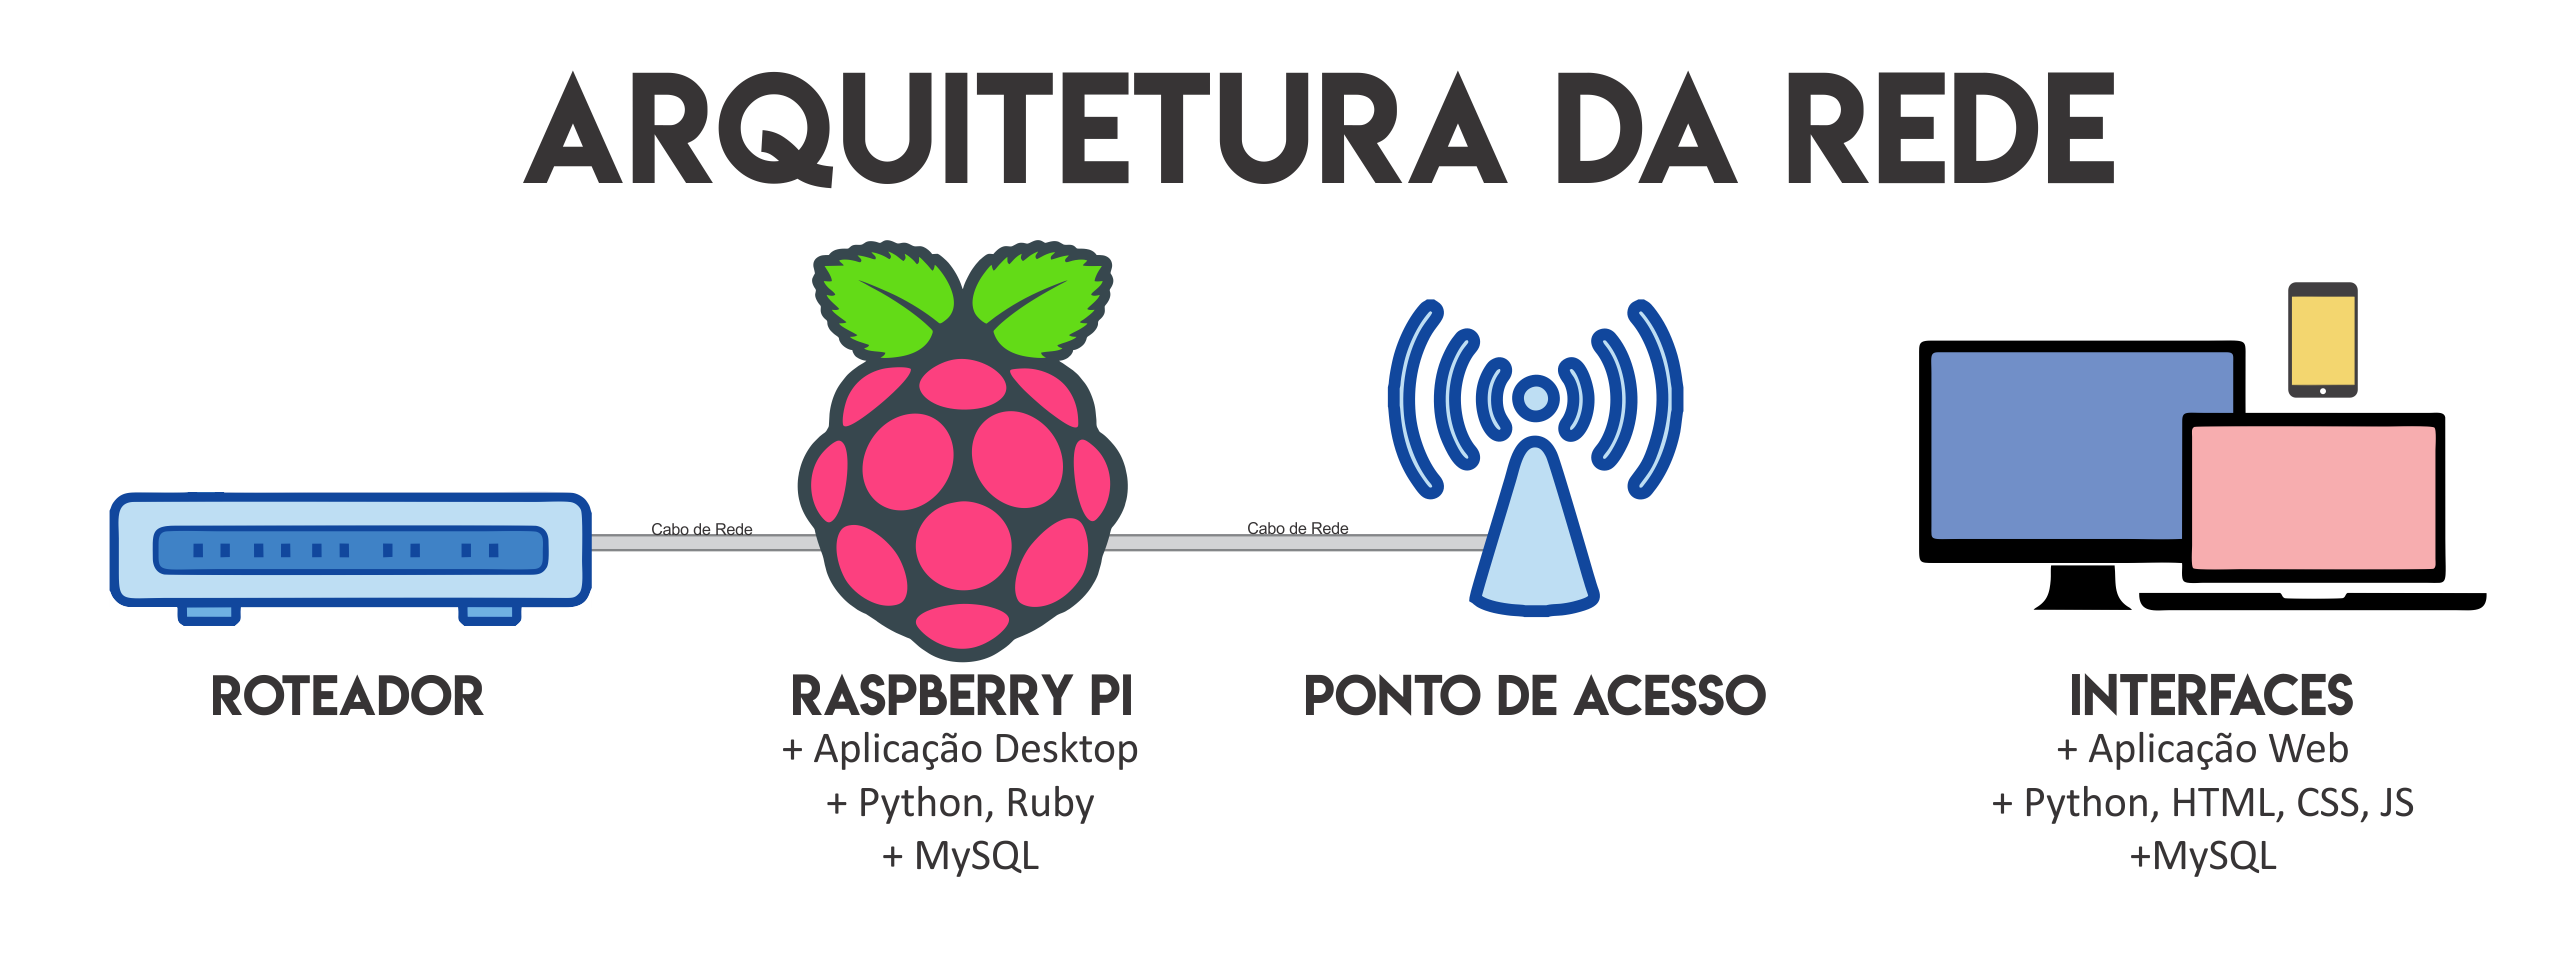 ARQUITETURA DA REDE
Cabo de Rede
Cabo de Rede
ROTEADOR
RASPBERRY PI
+ Aplicação Desktop
+ Python, Ruby
+ MySQL
PONTO DE ACESSO
INTERFACES
+ Aplicação Web
+ Python, HTML, CSS, JS
+MySQL